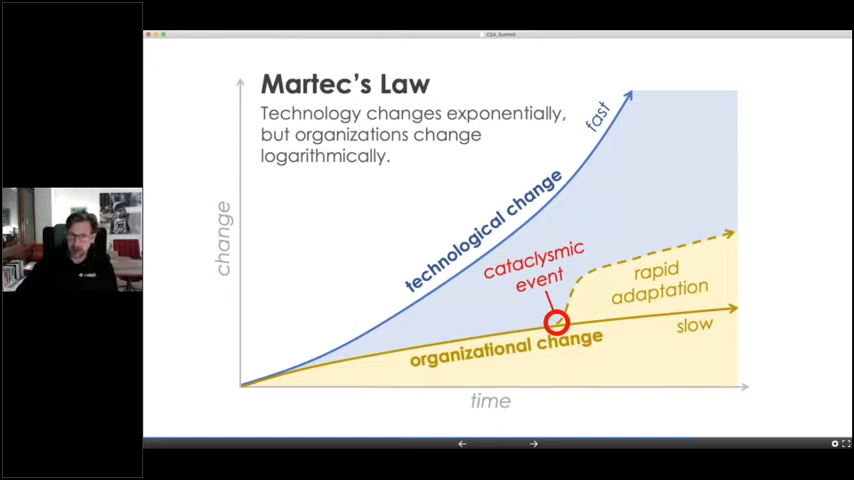 CGA_Summit
Martec's Law
Technology changes exponentially,
but organizations change
logarithmically.
fast
technological change
change
cataclysmic
event
rapid
adaptation
slow
organizational change
time